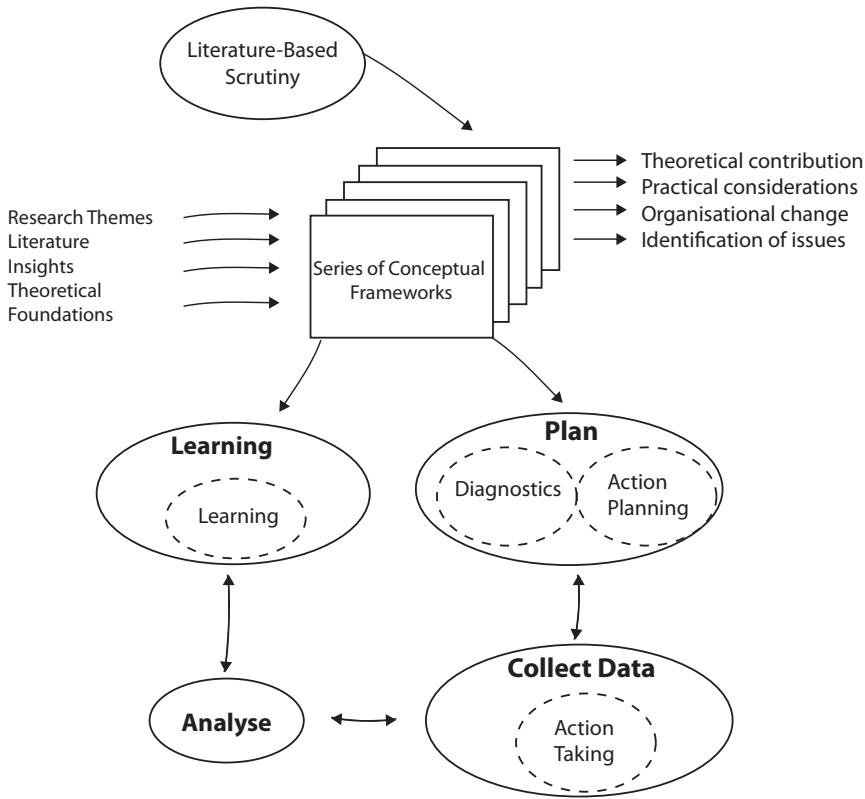 Literature-Based
Scrutiny
Theoretical contribution
Practical considerations
Organisational change
Identification of issues
Research Themes
Literature
Insights
Theoretical
Foundations
Series of Conceptual
Frameworks
Learning
Learning
Plan
Diagnostics
Action
Planning
Analyse
Collect Data
Action
Taking